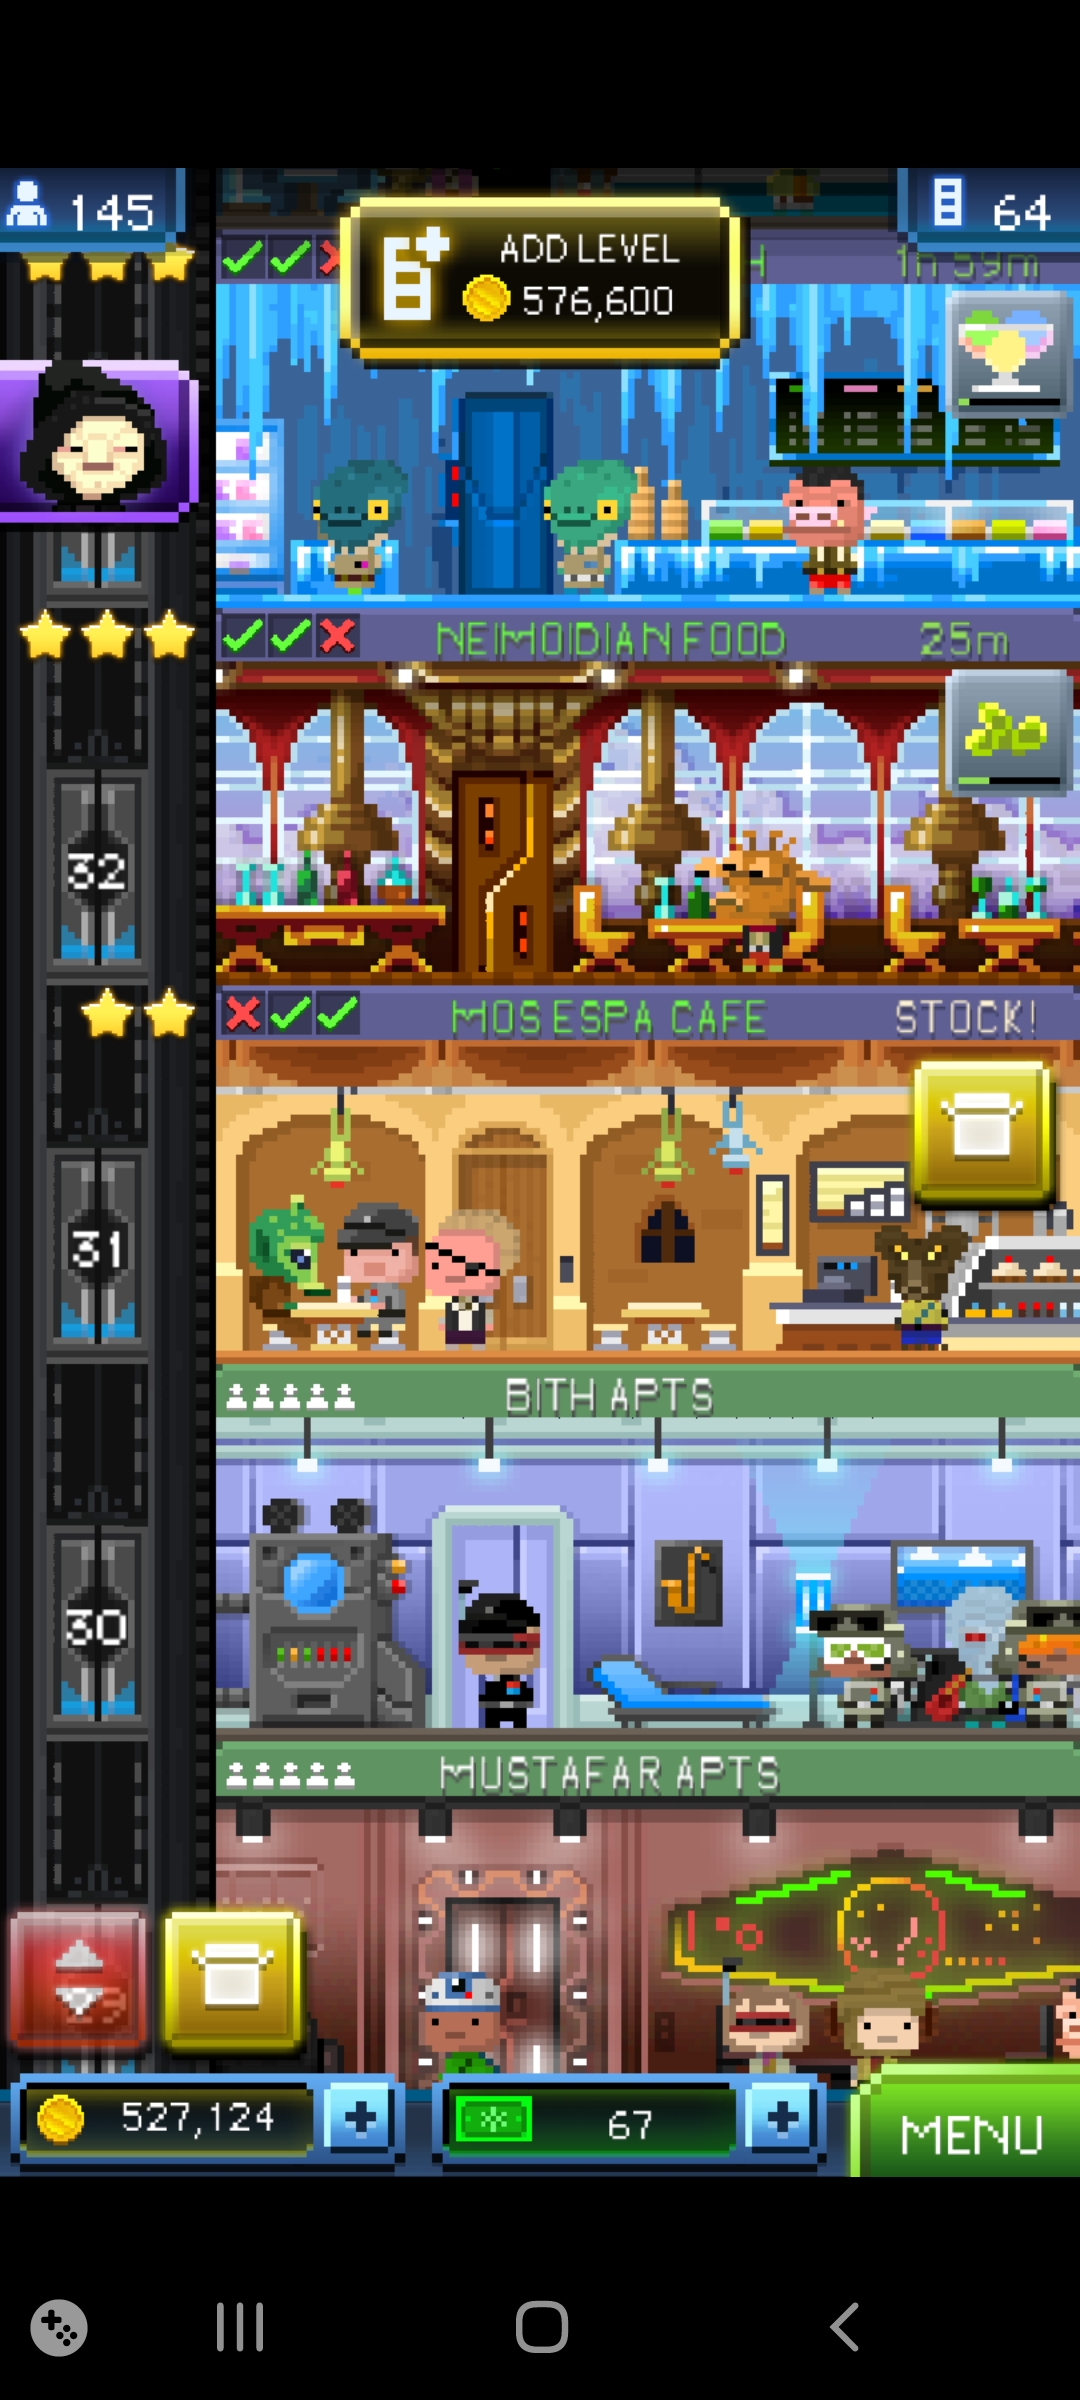 145
64
ADD LEVEL
576,600
H
1h 59m
NEIMOIDIAN FOOD
25m
32
MOS ESPA CAFE
STOCK!
31
BITH APTS
30
MUSTAFAR APTS
527,124
67
MENU